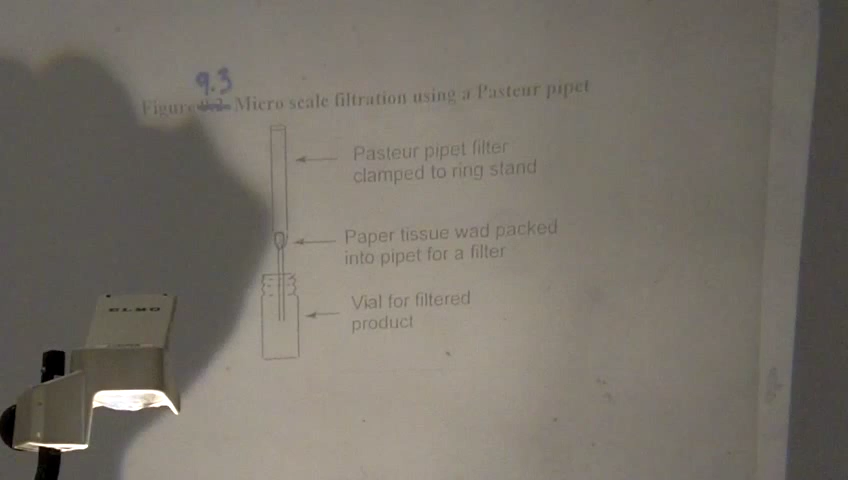 9.3
Figure 9.2. Micro scale filtration using a Pasteur pipet
Pasteur pipet filter
clamped to ring stand
Paper tissue wad packed
into pipet for a filter
Vial for filtered
product
ELMO